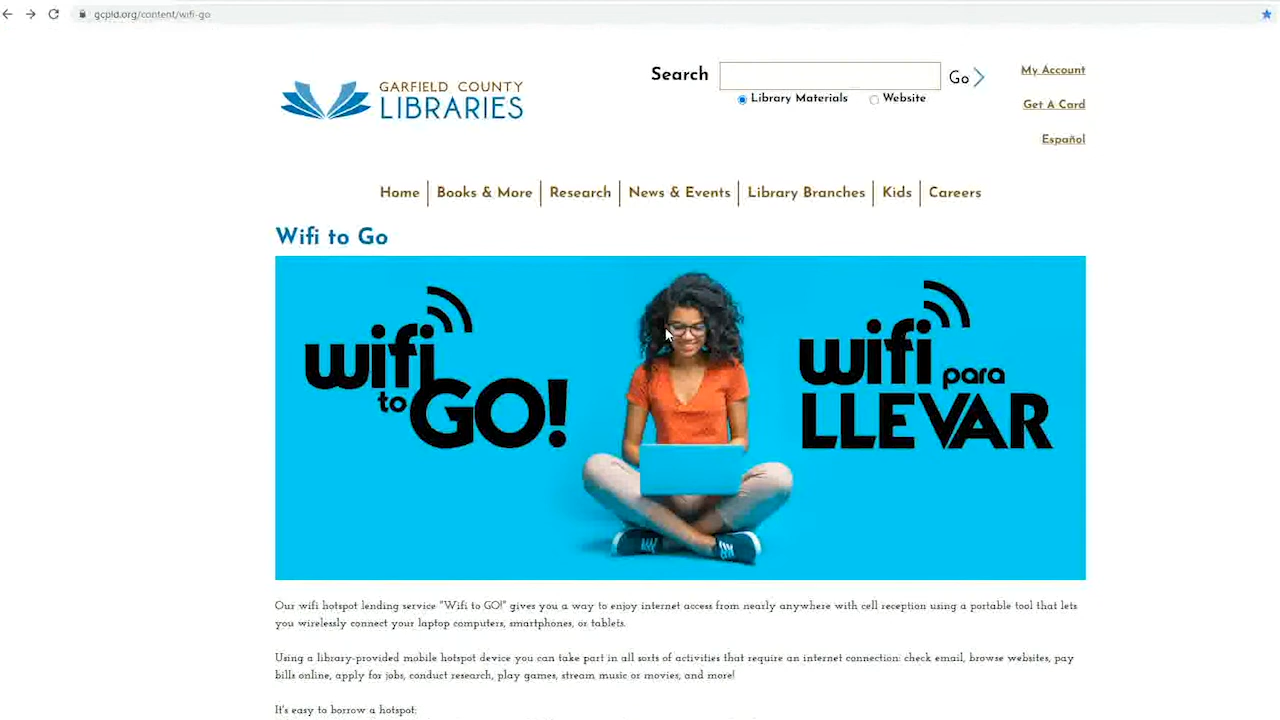 gcpld.org/content/wifi-go
GARFIELD COUNTY
LIBRARIES
Search
Go
Library Materials
Website
My Account
Get A Card
Español
Home
Books & More
Research
News & Events
Library Branches
Kids
Careers
Wifi to Go
wifi
to GO!
wifi
para
LLEVAR
Our wifi hotspot lending service "Wifi to GO!" gives you a way to enjoy internet access from nearly anywhere with cell reception using a portable tool that lets
you wirelessly connect your laptop computers, smartphones, or tablets.
Using a library-provided mobile hotspot device you can take part in all sorts of activities that require an internet connection: check email, browse websites, pay
bills online, apply for jobs, conduct research, play games, stream music or movies, and more!
It's easy to borrow a hotspot: